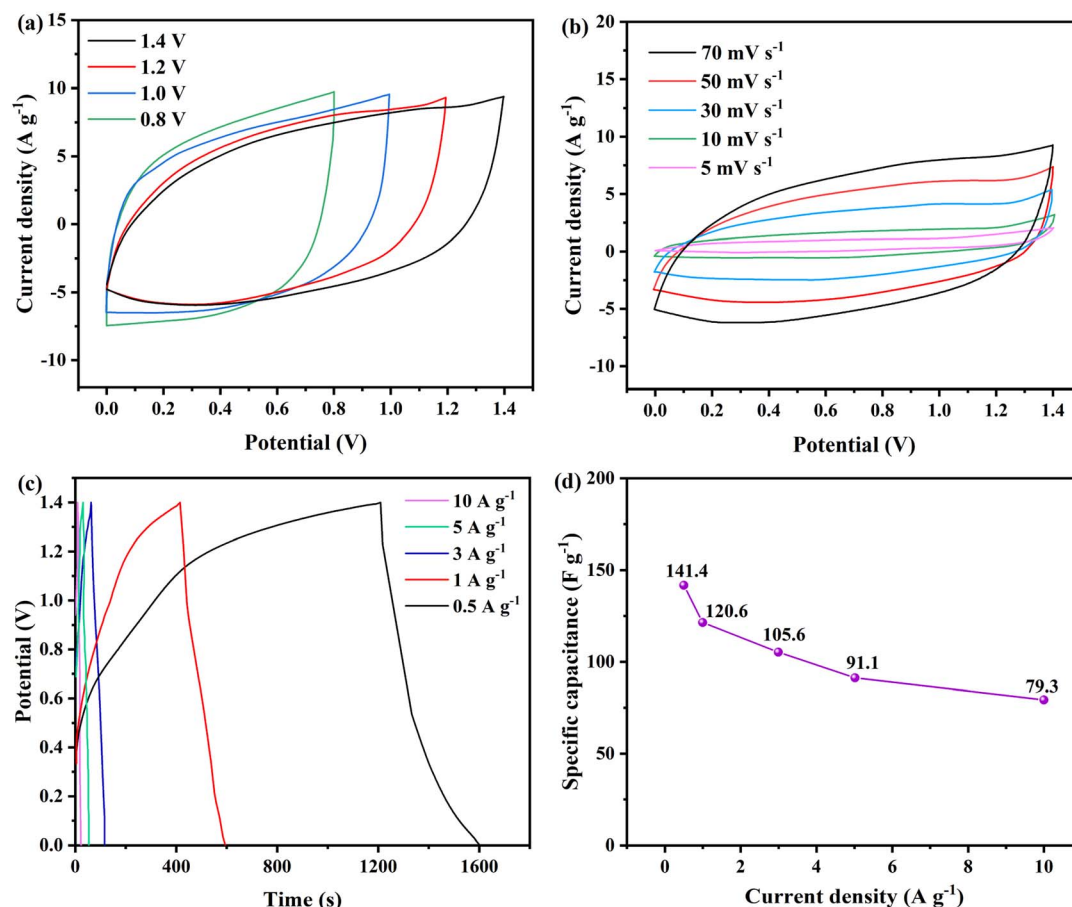 (a)
15
10
5
0
-5
-10
Current density (A g⁻¹)
1.4 V
1.2 V
1.0 V
0.8 V
0.0 0.2 0.4 0.6 0.8 1.0 1.2 1.4
Potential (V)
(b)
20
15
10
5
0
-5
-10
Current density (A g⁻¹)
70 mV s⁻¹
50 mV s⁻¹
30 mV s⁻¹
10 mV s⁻¹
5 mV s⁻¹
0.0 0.2 0.4 0.6 0.8 1.0 1.2 1.4
Potential (V)
(c)
1.4
1.2
1.0
0.8
0.6
0.4
0.2
0.0
Potential (V)
10 A g⁻¹
5 A g⁻¹
3 A g⁻¹
1 A g⁻¹
0.5 A g⁻¹
0 400 800 1200 1600
Time (s)
(d)
200
150
100
50
0
Specific capacitance (F g⁻¹)
141.4
120.6
105.6
91.1
79.3
0 2 4 6 8 10
Current density (A g⁻¹)